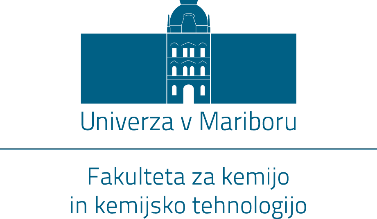 Univerza v Mariboru
Fakulteta za kemijo
in kemijsko tehnologijo